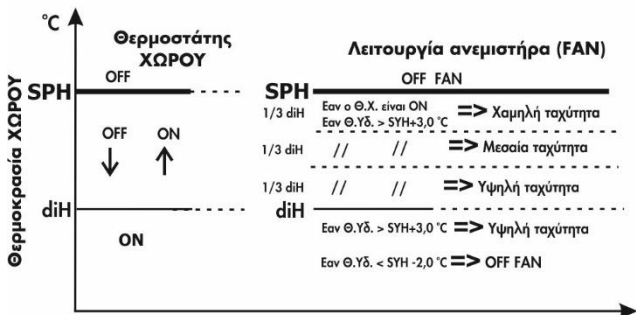 °C
Θερμοκρασία ΧΩΡΟΥ
Θερμοστάτης
ΧΩΡΟΥ
OFF
SPH
OFF ON
diH
ON
Λειτουργία ανεμιστήρα (FAN)
OFF FAN
SPH
1/3 diH Εαν ο Θ.Χ. είναι ON
Εαν Θ.Υδ. > SYH+3,0 °C => Χαμηλή ταχύτητα
1/3 diH // // => Μεσαία ταχύτητα
1/3 diH // // => Υψηλή ταχύτητα
diH
Εαν Θ.Υδ. > SYH+3,0 °C => Υψηλή ταχύτητα
Εαν Θ.Υδ. < SYH -2,0 °C => OFF FAN